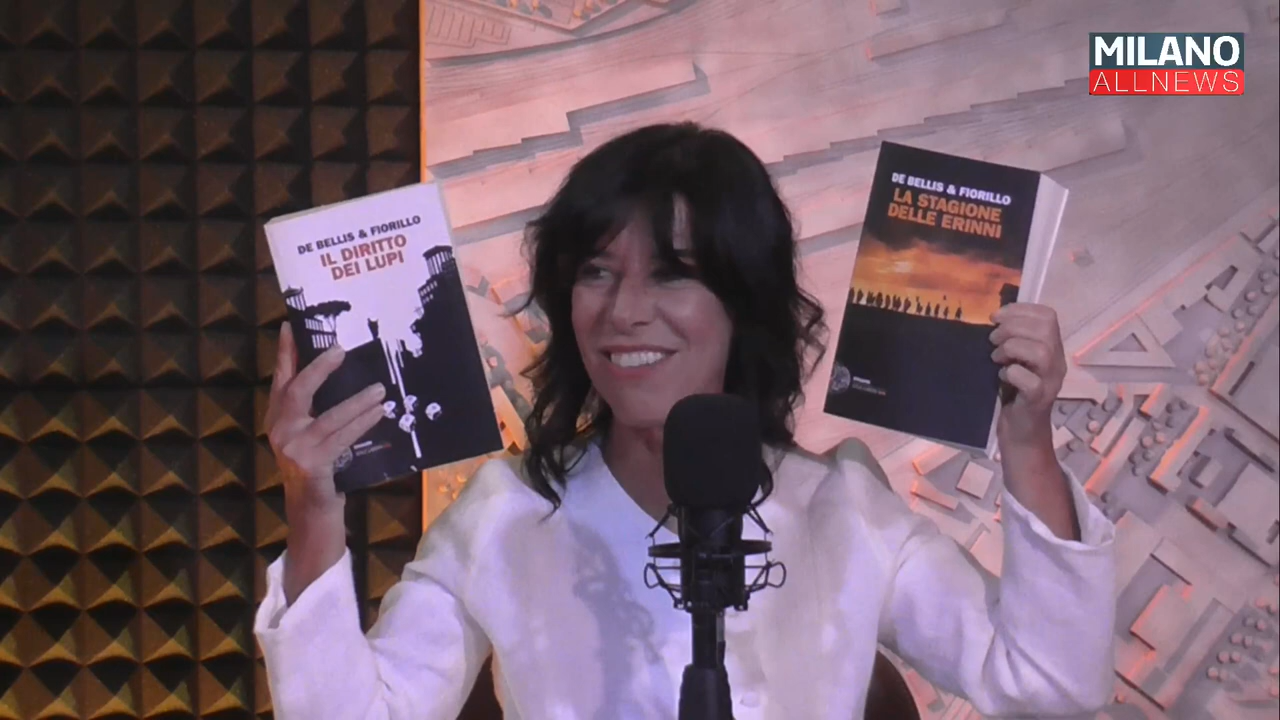 MILANO
ALLNEWS
DE BELLIS & FIORILLO
IL DIRITTO
DEI LUPI
DE BELLIS & FIORILLO
LA STAGIONE
DELLE ERINNI